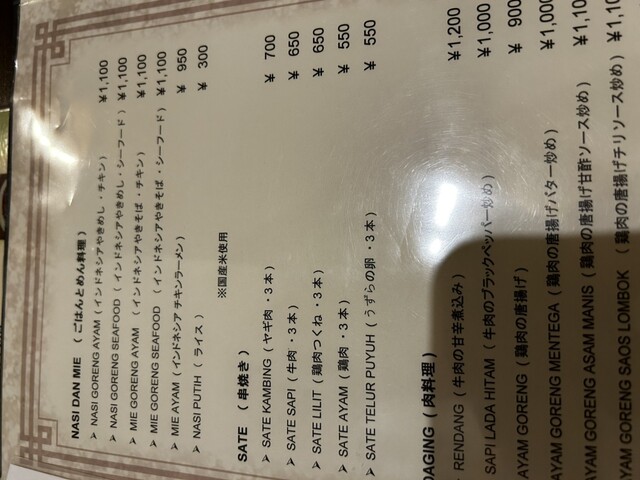 NASI DAN MIE （ごはんとめん料理）
➢ NASI GORENG AYAM（インドネシアやきめし・チキン） ￥1,100
➢ NASI GORENG SEAFOOD（インドネシアやきめし・シーフード） ￥1,100
➢ MIE GORENG AYAM （インドネシアやきそば・チキン） ￥1,100
➢ MIE GORENG SEAFOOD （インドネシアやきそば・シーフード） ￥1,100
➢ MIE AYAM（インドネシア チキンラーメン） ￥ 950
➢ NASI PUTIH （ライス） ￥ 300
※国産米使用
SATE （串焼き）
➢ SATE KAMBING（ヤギ肉・3本） ￥ 700
➢ SATE SAPI（牛肉・3本） ￥ 650
➢ SATE LILIT（鶏肉つくね・3本） ￥ 650
➢ SATE AYAM（鶏肉・3本） ￥ 550
➢ SATE TELUR PUYUH（うずらの卵・3本） ￥ 550
DAGING（肉料理）
➢ RENDANG（牛肉の甘辛煮込み） ￥1,200
SAPI LADA HITAM（牛肉のブラックペッパー炒め） ￥1,000
AYAM GORENG（鶏肉の唐揚げ） ￥ 900
AYAM GORENG MENTEGA（鶏肉の唐揚げバター炒め） ￥1,000
AYAM GORENG ASAM MANIS（鶏肉の唐揚げ甘酢ソース炒め）
AYAM GORENG SAOS LOMBOK （鶏肉の唐揚げチリソース炒め）